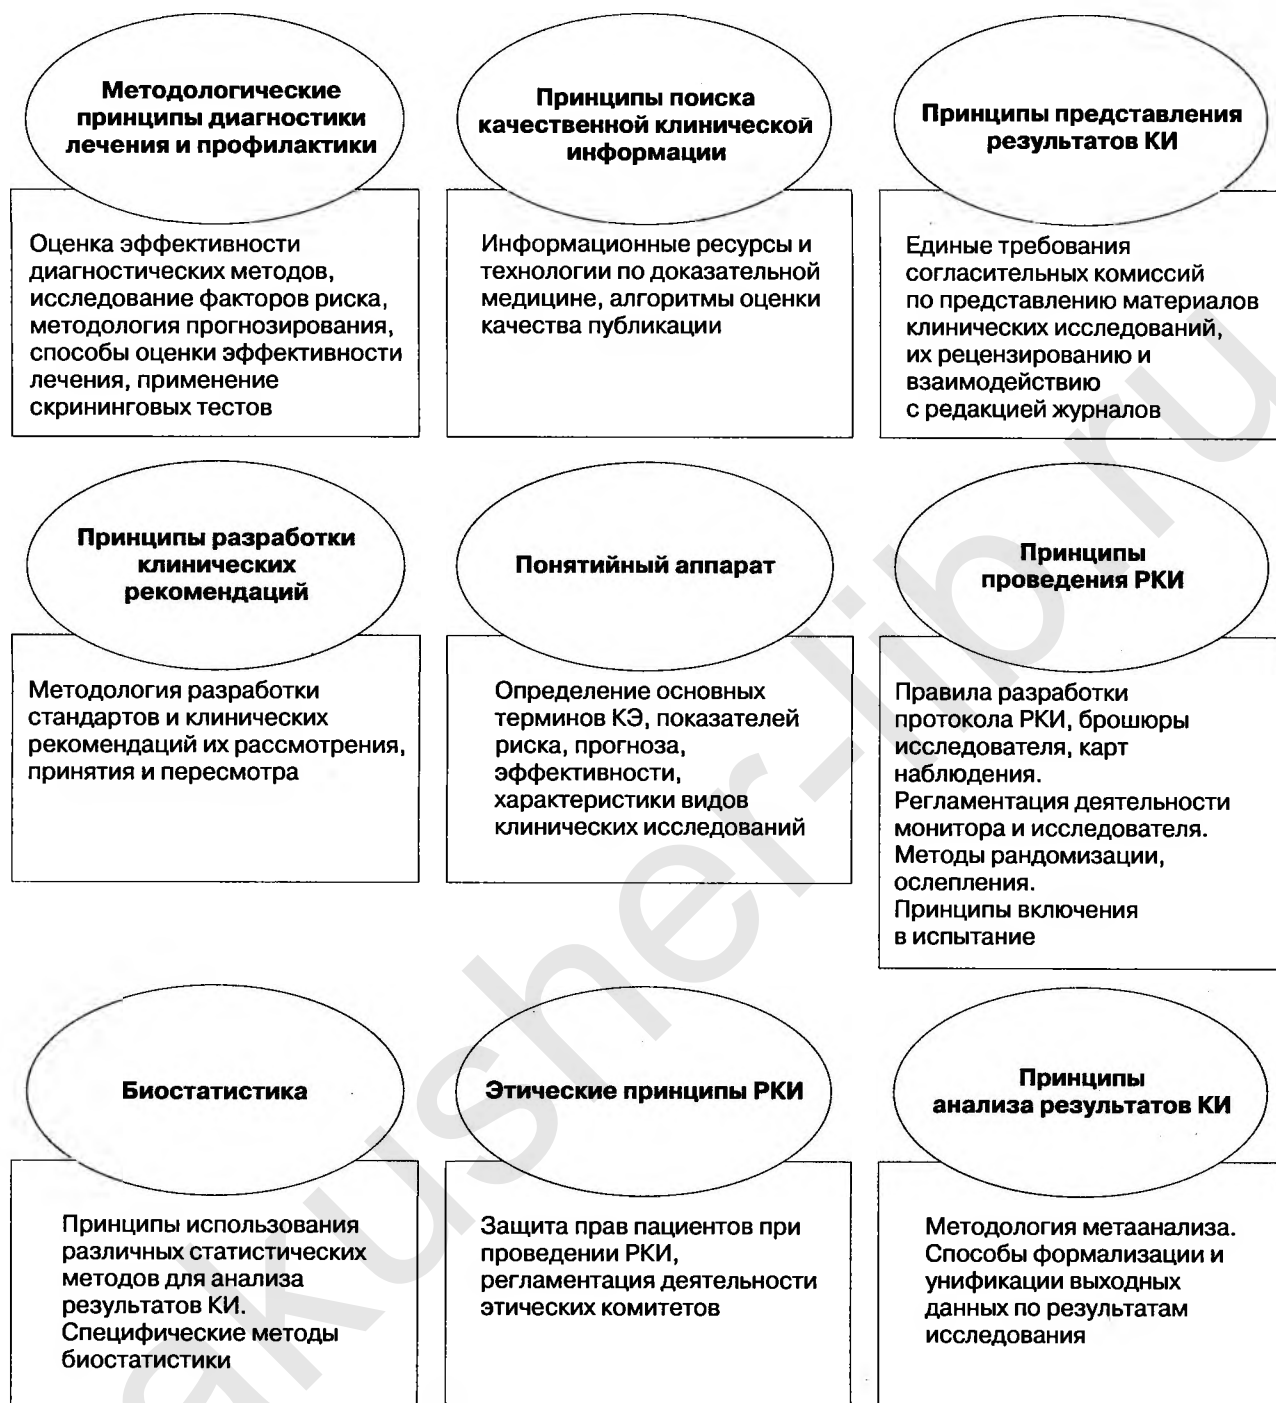 Методологические
принципы диагностики
лечения и профилактики
Оценка эффективности
диагностических методов,
исследование факторов риска,
методология прогнозирования,
способы оценки эффективности
лечения, применение
скрининговых тестов
Принципы поиска
качественной клинической
информации
Информационные ресурсы и
технологии по доказательной
медицине, алгоритмы оценки
качества публикации
Принципы представления
результатов КИ
Единые требования
согласительных комиссий
по представлению материалов
клинических исследований,
их рецензированию и
взаимодействию
с редакцией журналов
Принципы разработки
клинических
рекомендаций
Методология разработки
стандартов и клинических
рекомендаций их рассмотрения,
принятия и пересмотра
Понятийный аппарат
Определение основных
терминов КЭ, показателей
риска, прогноза,
эффективности,
характеристики видов
клинических исследований
Принципы
проведения РКИ
Правила разработки
протокола РКИ, брошюры
исследователя, карт
наблюдения.
Регламентация деятельности
монитора и исследователя.
Методы рандомизации,
ослепления.
Принципы включения
в испытание
Биостатистика
Принципы использования
различных статистических
методов для анализа
результатов КИ.
Специфические методы
биостатистики
Этические принципы РКИ
Защита прав пациентов при
проведении РКИ,
регламентация деятельности
этических комитетов
Принципы
анализа результатов КИ
Методология метаанализа.
Способы формализации и
унификации выходных
данных по результатам
исследования
akusher-lib.ru